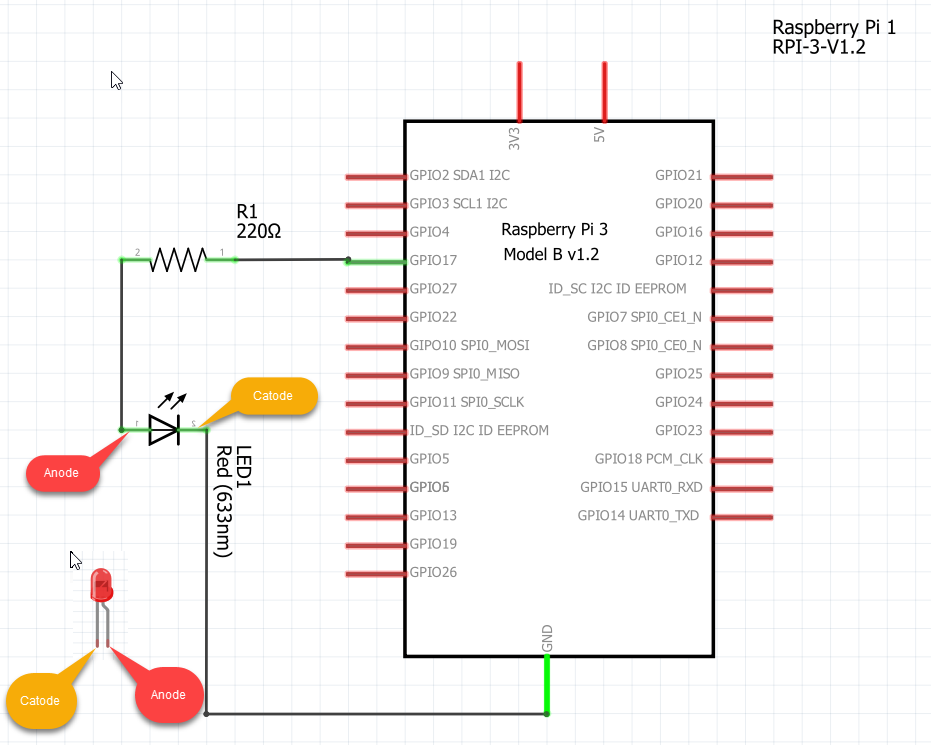 Raspberry Pi 1
RPI-3-V1.2
3V3
5V
R1
220Ω
2
1
Raspberry Pi 3
Model B v1.2
GPIO2 SDA1 I2C
GPIO3 SCL1 I2C
GPIO4
GPIO17
GPIO27
GPIO22
GIPO10 SPI0_MOSI
GPIO9 SPI0_MISO
GPIO11 SPI0_SCLK
ID_SD I2C ID EEPROM
GPIO5
GPIO6
GPIO13
GPIO19
GPIO26
GPIO21
GPIO20
GPIO16
GPIO12
ID_SC I2C ID EEPROM
GPIO7 SPI0_CE1_N
GPIO8 SPI0_CE0_N
GPIO25
GPIO24
GPIO23
GPIO18 PCM_CLK
GPIO15 UART0_RXD
GPIO14 UART0_TXD
GND
Catode
1
2
Anode
LED1
Red (633nm)
Catode
Anode